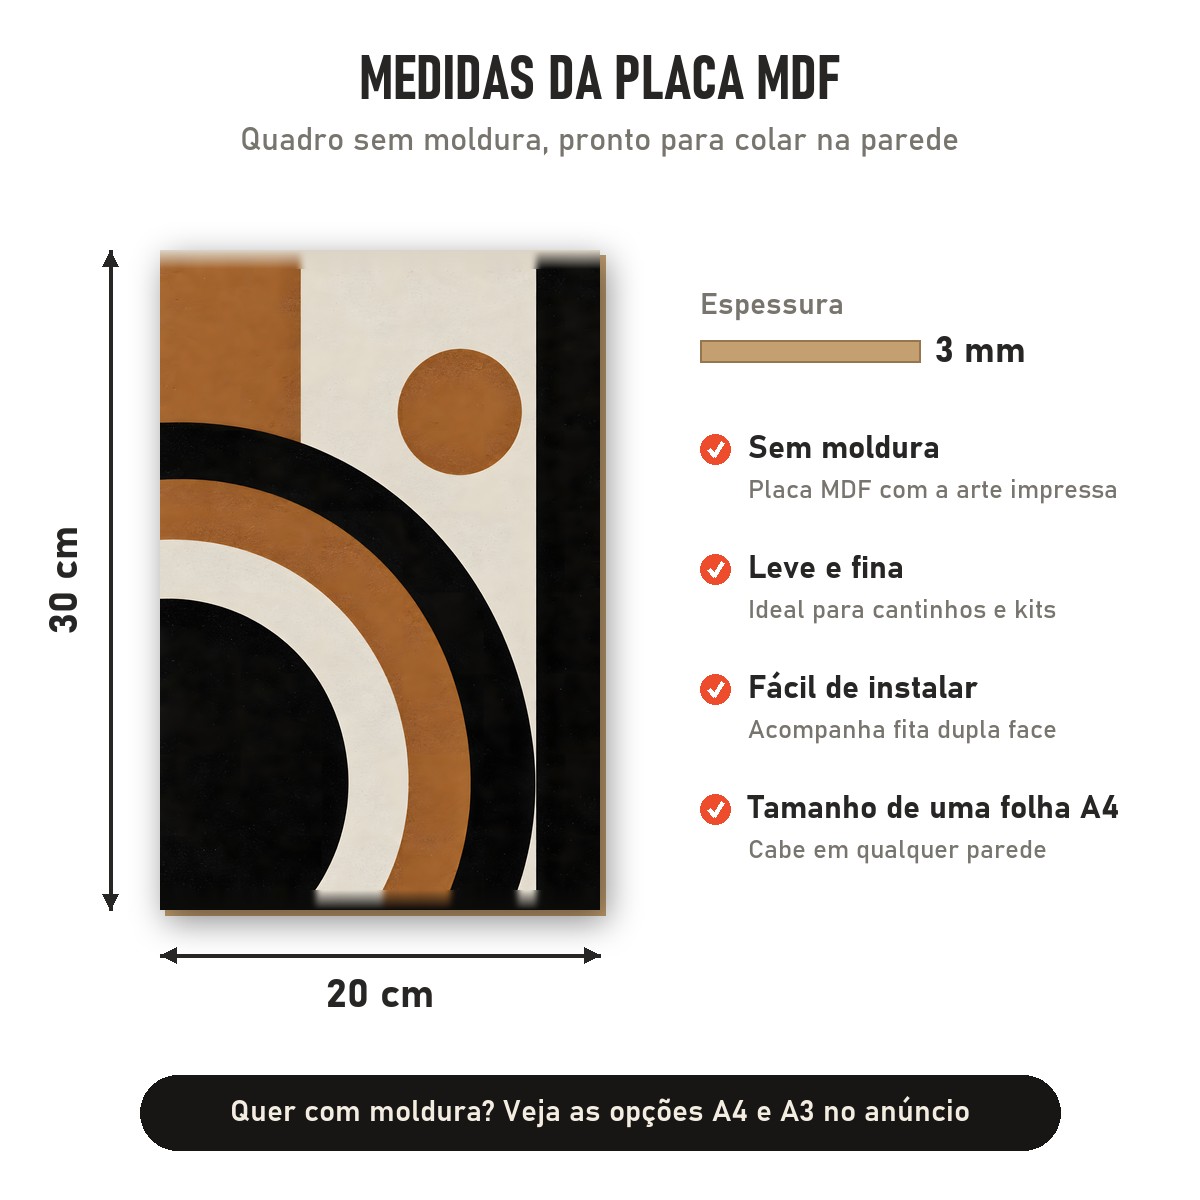 MEDIDAS DA PLACA MDF
Quadro sem moldura, pronto para colar na parede
30 cm
20 cm
Espessura
3 mm
Sem moldura
Placa MDF com a arte impressa
Leve e fina
Ideal para cantinhos e kits
Fácil de instalar
Acompanha fita dupla face
Tamanho de uma folha A4
Cabe em qualquer parede
Quer com moldura? Veja as opções A4 e A3 no anúncio